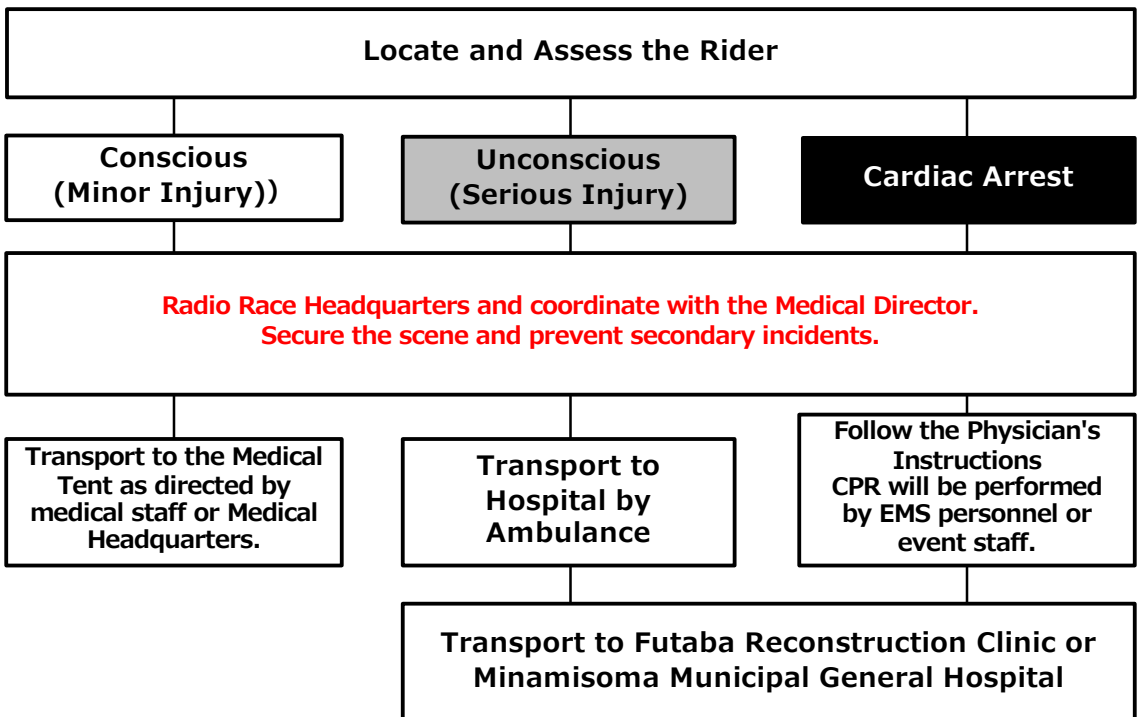 Locate and Assess the Rider
Conscious
(Minor Injury)）
Unconscious
(Serious Injury)
Cardiac Arrest
Radio Race Headquarters and coordinate with the Medical Director.
Secure the scene and prevent secondary incidents.
Transport to the Medical
Tent as directed by
medical staff or Medical
Headquarters.
Transport to
Hospital by
Ambulance
Follow the Physician's
Instructions
CPR will be performed
by EMS personnel or
event staff.
Transport to Futaba Reconstruction Clinic or
Minamisoma Municipal General Hospital